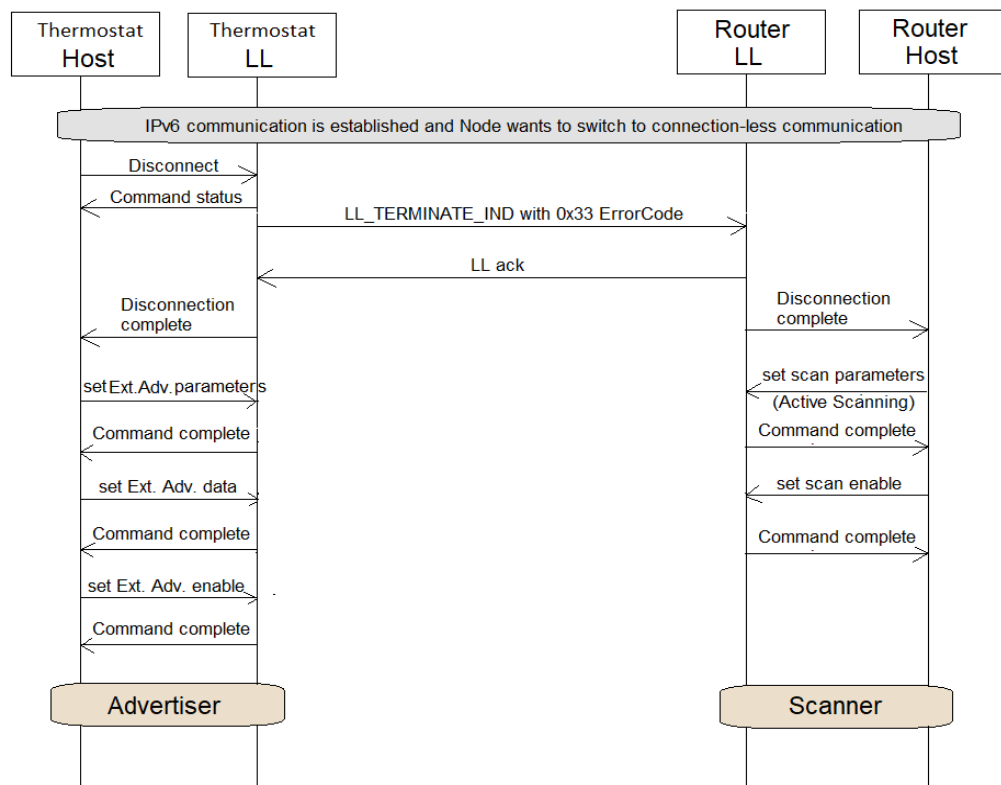 Thermostat
Host
Thermostat
LL
Router
LL
Router
Host
IPv6 communication is established and Node wants to switch to connection-less communication
Disconnect
Command status
LL_TERMINATE_IND with 0x33 ErrorCode
LL ack
Disconnection
complete
Disconnection
complete
set Ext.Adv. parameters
set scan parameters
(Active Scanning)
Command complete
Command complete
set Ext. Adv. data
set scan enable
Command complete
Command complete
set Ext. Adv. enable
Command complete
Advertiser
Scanner